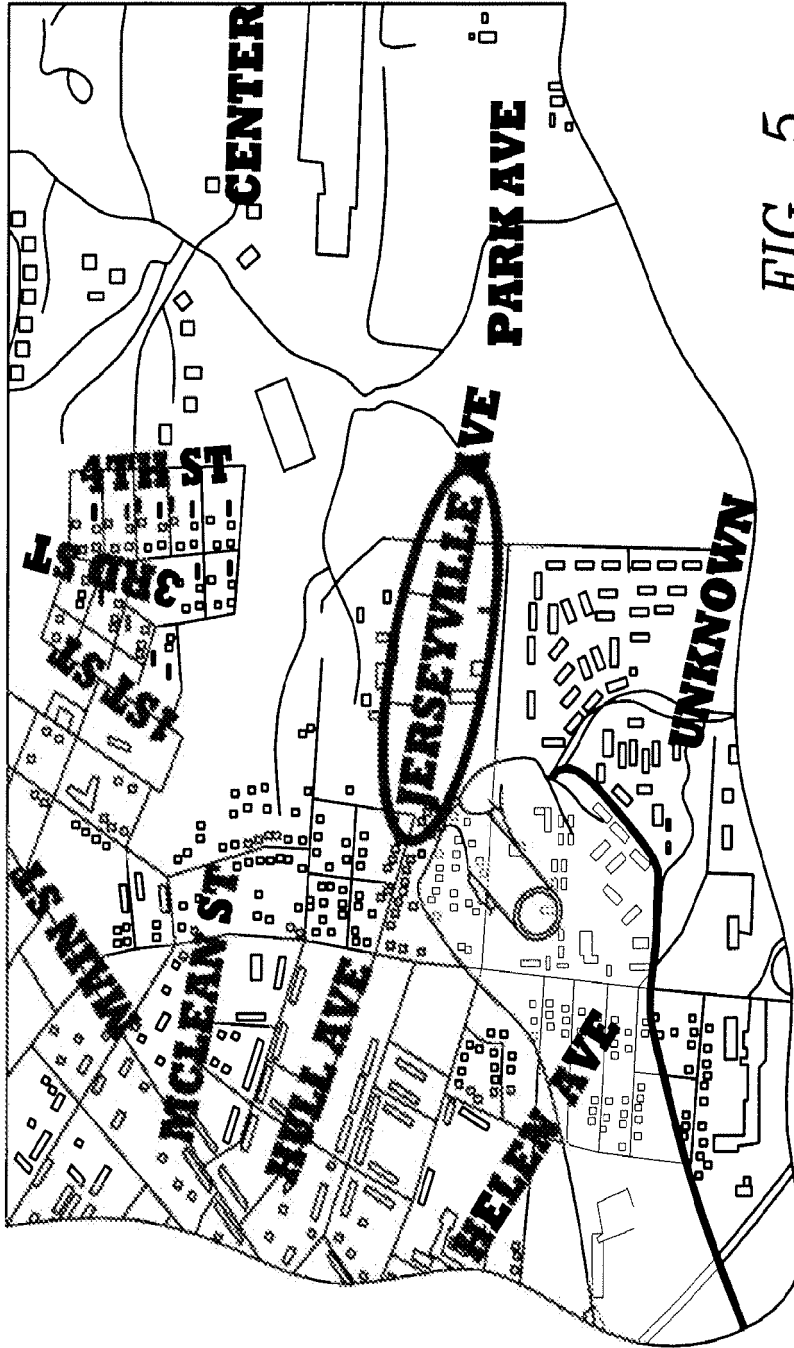 MAIN ST
MCLEAN ST
HULL AVE
HELEN AVE
1ST ST
3RD ST
4TH ST
JERSEYVILLE AVE
UNKNOWN
CENTER
PARK AVE
FIG. 5